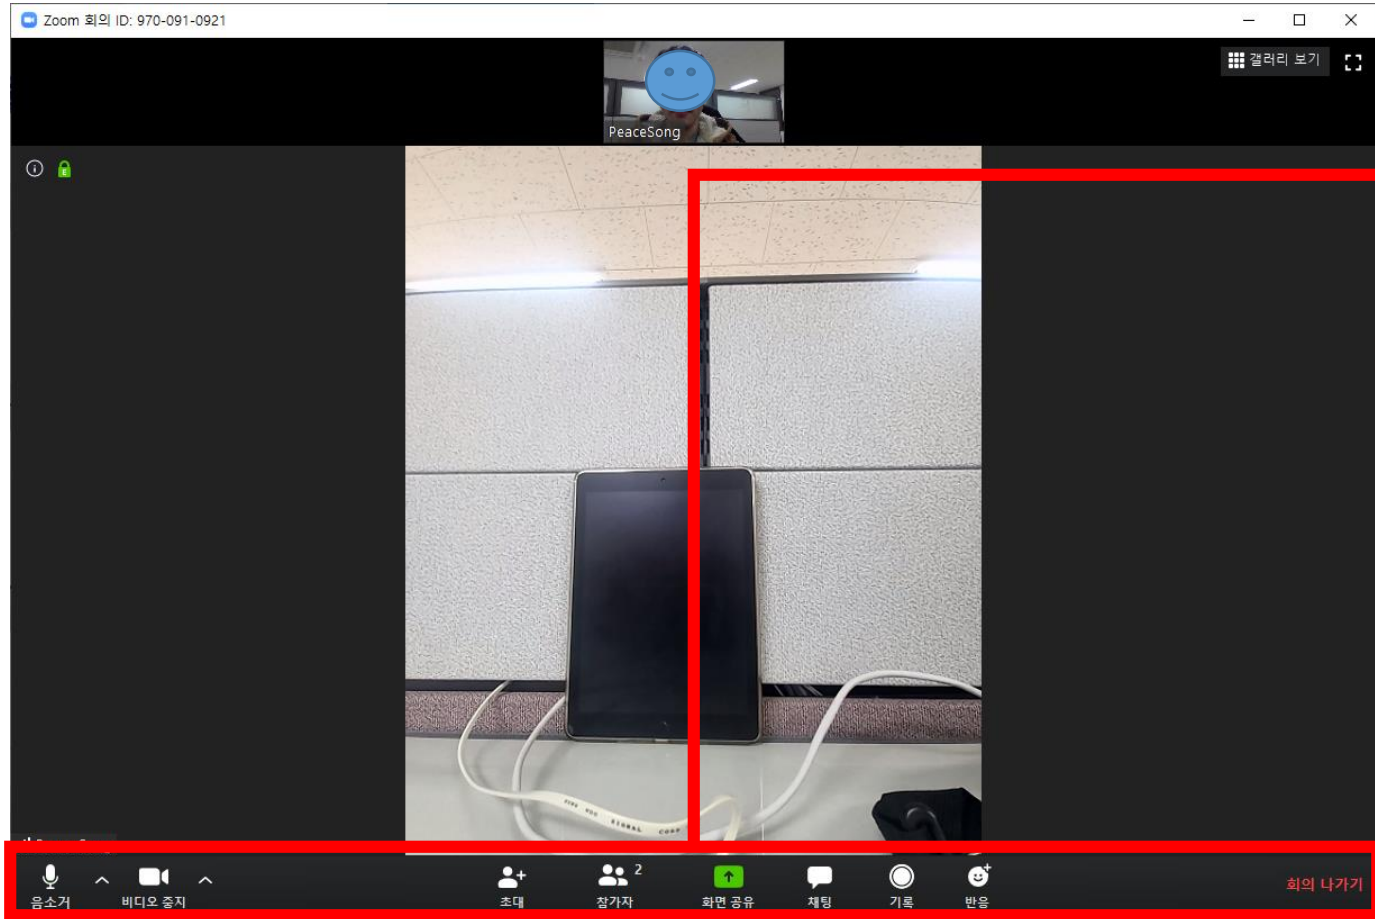 Zoom 회의 ID: 970-091-0921
갤러리 보기
PeaceSong
E
음소거
비디오 중지
초대
참가자 2
화면 공유
채팅
기록
반응
회의 나가기